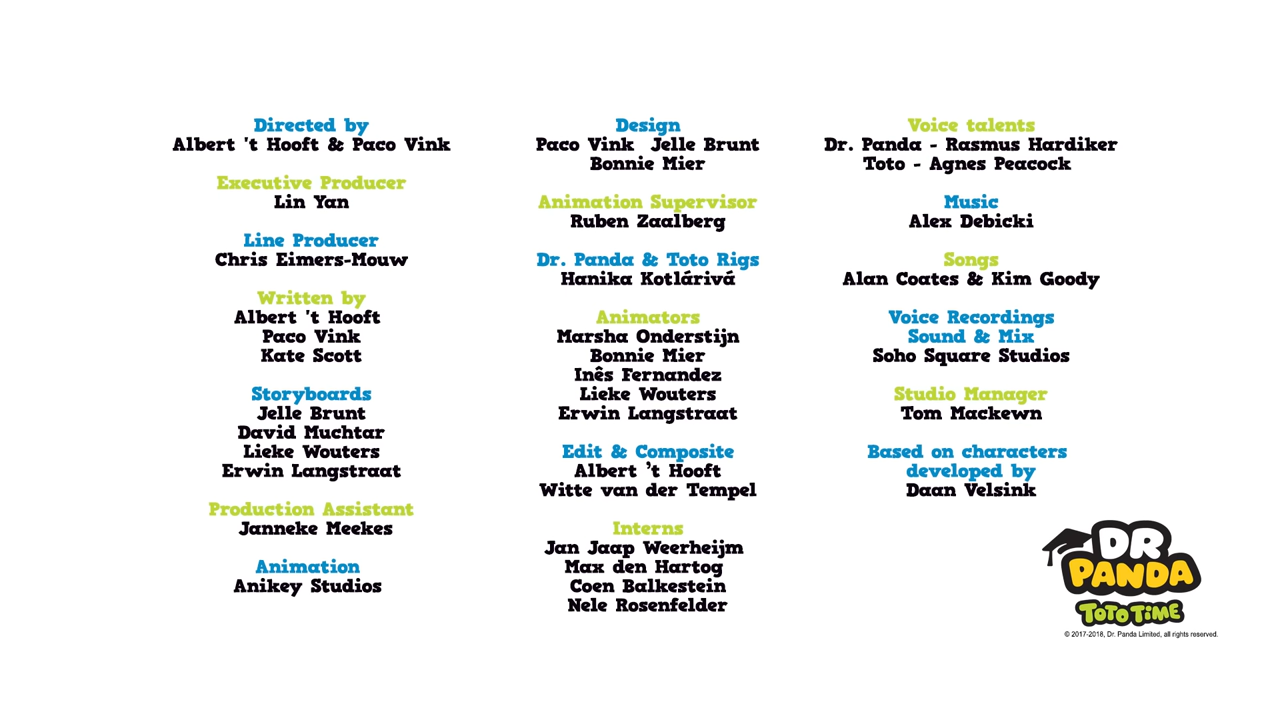 Directed by
Albert 't Hooft & Paco Vink
Executive Producer
Lin Yan
Line Producer
Chris Eimers-Mouw
Written by
Albert 't Hooft
Paco Vink
Kate Scott
Storyboards
Jelle Brunt
David Muchtar
Lieke Wouters
Erwin Langstraat
Production Assistant
Janneke Meekes
Animation
Anikey Studios
Design
Paco Vink Jelle Brunt
Bonnie Mier
Animation Supervisor
Ruben Zaalberg
Dr. Panda & Toto Rigs
Hanika Kotlárivá
Animators
Marsha Onderstijn
Bonnie Mier
Inês Fernandez
Lieke Wouters
Erwin Langstraat
Edit & Composite
Albert 't Hooft
Witte van der Tempel
Interns
Jan Jaap Weerheijm
Max den Hartog
Coen Balkestein
Nele Rosenfelder
Voice talents
Dr. Panda - Rasmus Hardiker
Toto - Agnes Peacock
Music
Alex Debicki
Songs
Alan Coates & Kim Goody
Voice Recordings
Sound & Mix
Soho Square Studios
Studio Manager
Tom Mackewn
Based on characters
developed by
Daan Velsink
DR
PANDA
TOTO TIME
© 2017-2018, Dr. Panda Limited, all rights reserved.